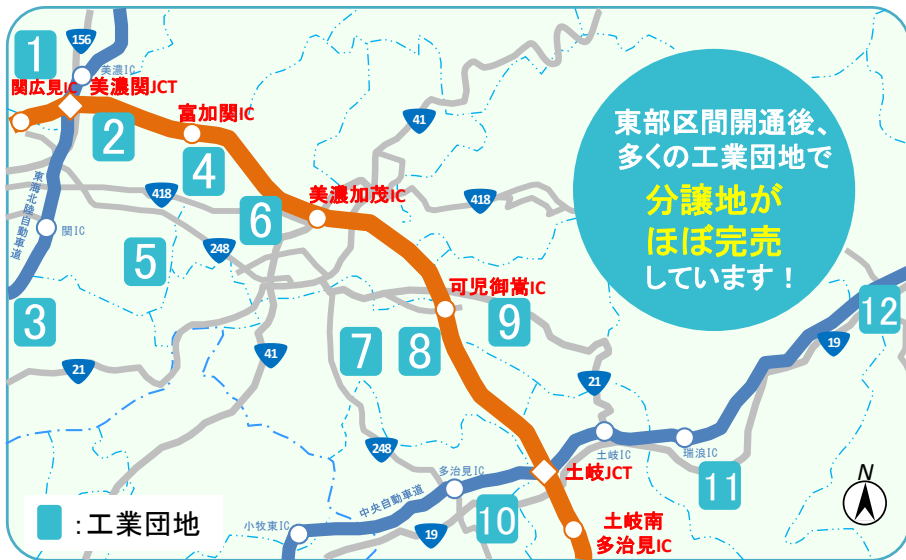 1
156
美濃IC
関広見IC
美濃関JCT
2
富加関IC
4
41
東部区間開通後、
多くの工業団地で
分譲地が
ほぼ完売
しています！
東海北陸自動車道
418
418
6
美濃加茂IC
関IC
5
248
3
可児御嵩IC
9
12
7
8
19
41
21
21
248
土岐IC
瑞浪IC
多治見IC
土岐JCT
11
中央自動車道
10
小牧東IC
19
土岐南
多治見IC
N
：工業団地